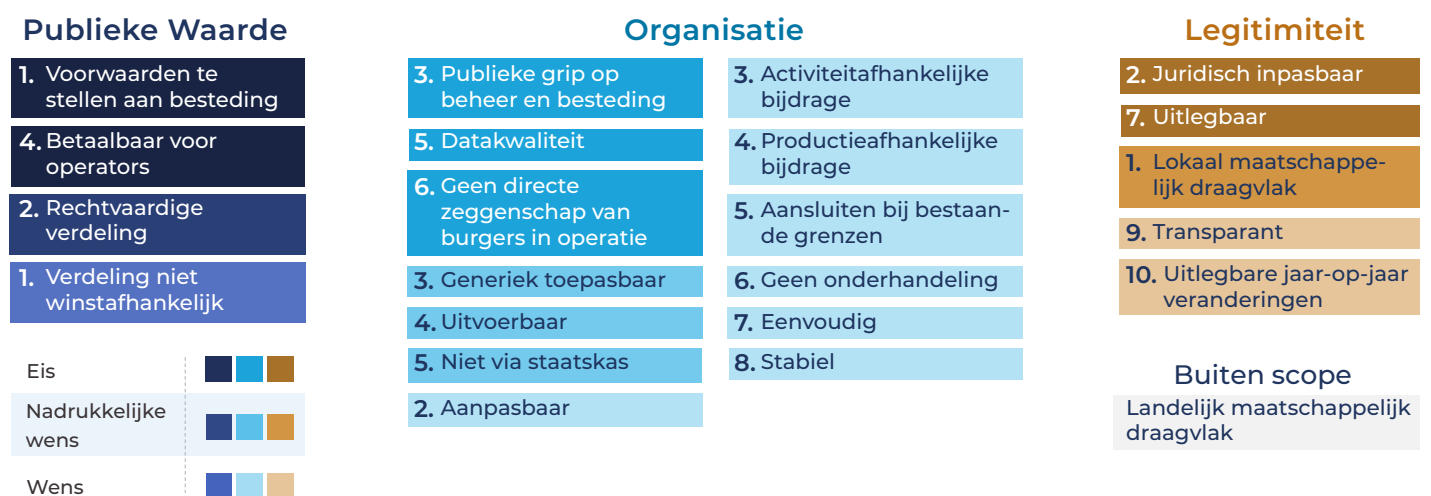 Publieke Waarde
1. Voorwaarden te
stellen aan besteding
4. Betaalbaar voor
operators
2. Rechtvaardige
verdeling
1. Verdeling niet
winstafhankelijk
Eis
Nadrukkelijke
wens
Wens
Organisatie
3. Publieke grip op
beheer en besteding
5. Datakwaliteit
6. Geen directe
zeggenschap van
burgers in operatie
3. Generiek toepasbaar
4. Uitvoerbaar
5. Niet via staatskas
2. Aanpasbaar
3. Activiteitafhankelijke
bijdrage
4. Productieafhankelijke
bijdrage
5. Aansluiten bij bestaan-
de grenzen
6. Geen onderhandeling
7. Eenvoudig
8. Stabiel
Legitimiteit
2. Juridisch inpasbaar
7. Uitlegbaar
1. Lokaal maatschappe-
lijk draagvlak
9. Transparant
10. Uitlegbare jaar-op-jaar
veranderingen
Buiten scope
Landelijk maatschappelijk
draagvlak